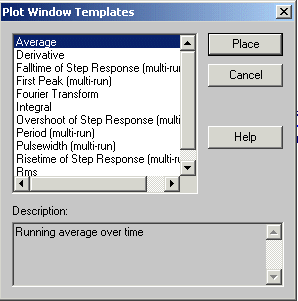 Plot Window Templates
Average
Derivative
Falltime of Step Response (multi-run
First Peak (multi-run)
Fourier Transform
Integral
Overshoot of Step Response (multi
Period (multi-run)
Pulsewidth (multi-run)
Risetime of Step Response (multi-ru
Rms
Place
Cancel
Help
Description:
Running average over time